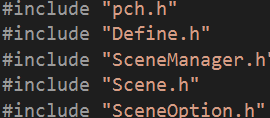 #include "pch.h"
#include "Define.h"
#include "SceneManager.h"
#include "Scene.h"
#include "SceneOption.h"